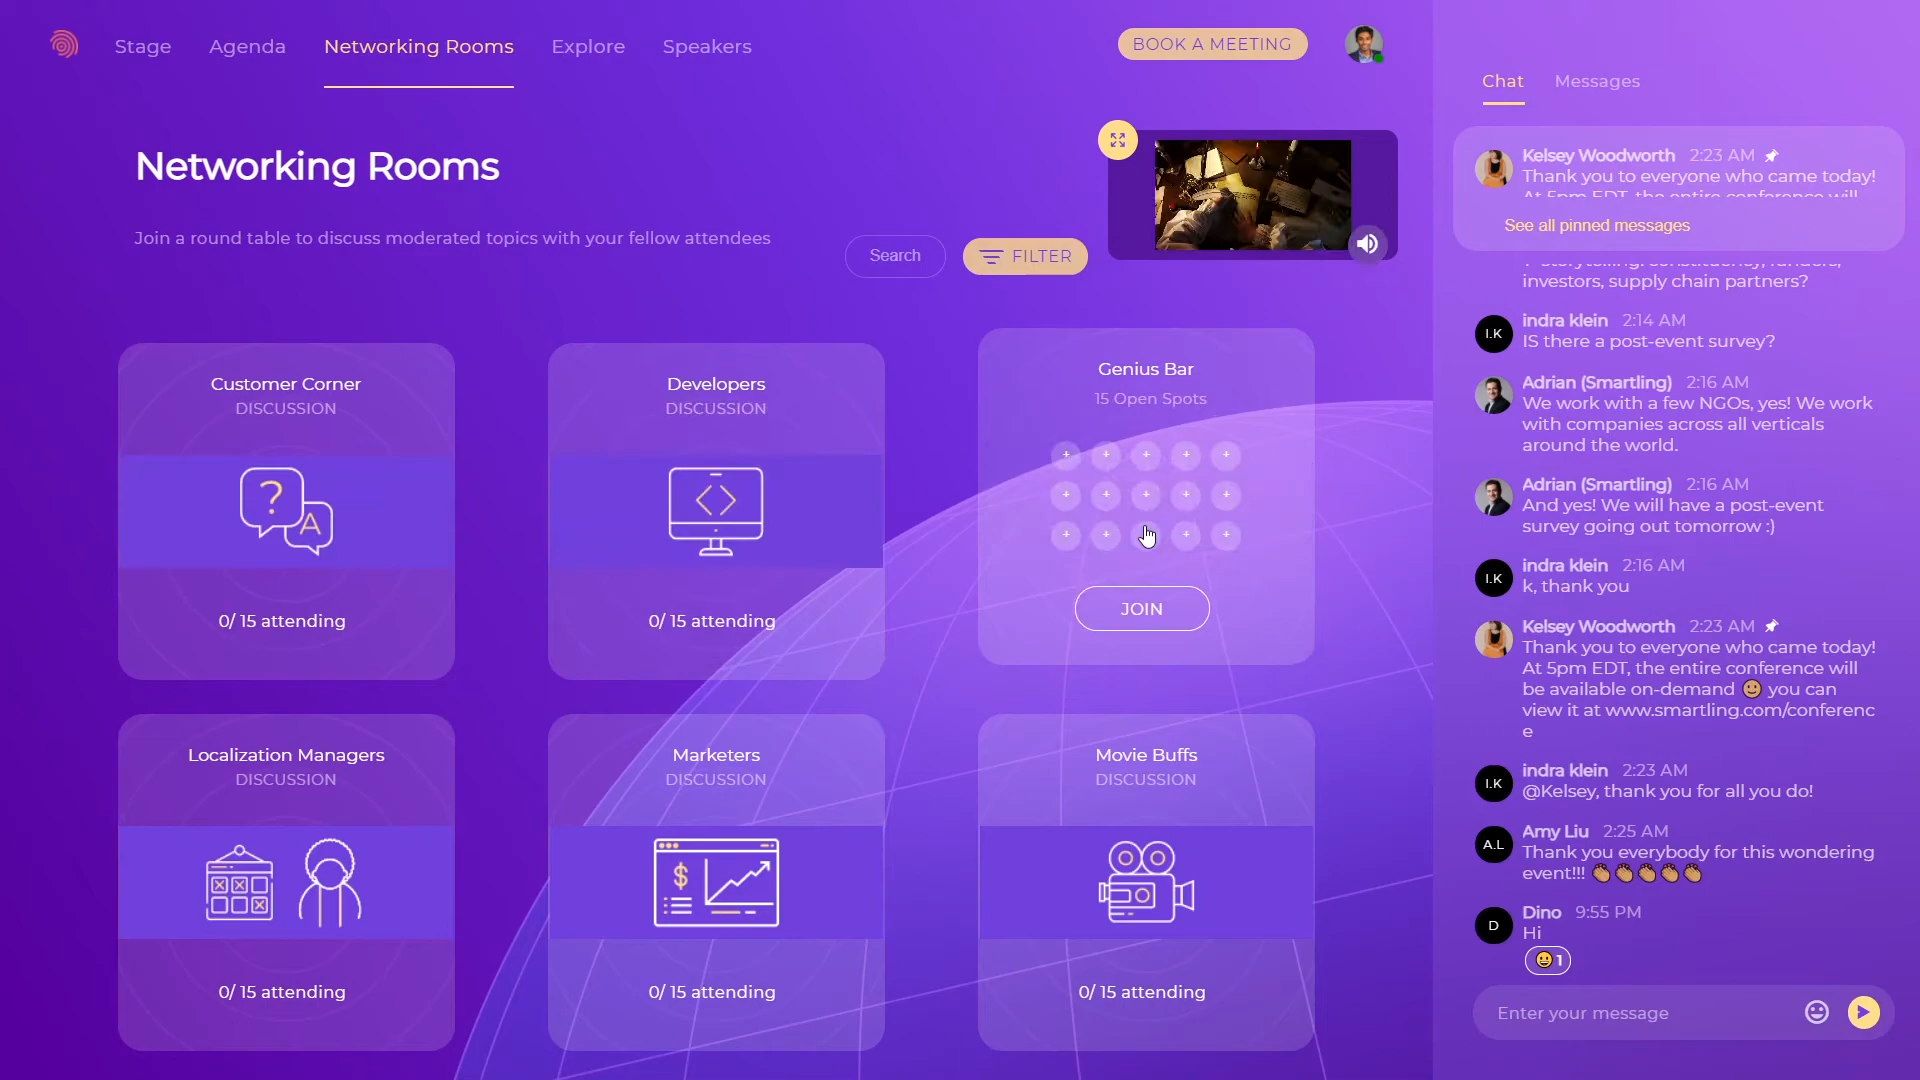 Stage
Agenda
Networking Rooms
Explore
Speakers
BOOK A MEETING
Networking Rooms
Join a round table to discuss moderated topics with your fellow attendees
Search
FILTER
Customer Corner
DISCUSSION
?
A
0/ 15 attending
Developers
DISCUSSION
0/ 15 attending
Genius Bar
15 Open Spots
+ + + + +
+ + + + +
+ + + +
JOIN
Localization Managers
DISCUSSION
0/ 15 attending
Marketers
DISCUSSION
$
0/ 15 attending
Movie Buffs
DISCUSSION
0/ 15 attending
Chat
Messages
Kelsey Woodworth 2:23 AM
Thank you to everyone who came today!
At 5pm EDT, the entire conference will
See all pinned messages
investors, supply chain partners?
I.K
indra klein 2:14 AM
IS there a post-event survey?
Adrian (Smartling) 2:16 AM
We work with a few NGOs, yes! We work
with companies across all verticals
around the world.
Adrian (Smartling) 2:16 AM
And yes! We will have a post-event
survey going out tomorrow :)
I.K
indra klein 2:16 AM
k, thank you
Kelsey Woodworth 2:23 AM
Thank you to everyone who came today!
At 5pm EDT, the entire conference will
be available on-demand 🙂 you can
view it at www.smartling.com/conferenc
e
I.K
indra klein 2:23 AM
@Kelsey, thank you for all you do!
A.L
Amy Liu 2:25 AM
Thank you everybody for this wondering
event!!! 👏🏽👏🏽👏🏽👏🏽👏🏽
D
Dino 9:55 PM
Hi
😀 1
Enter your message